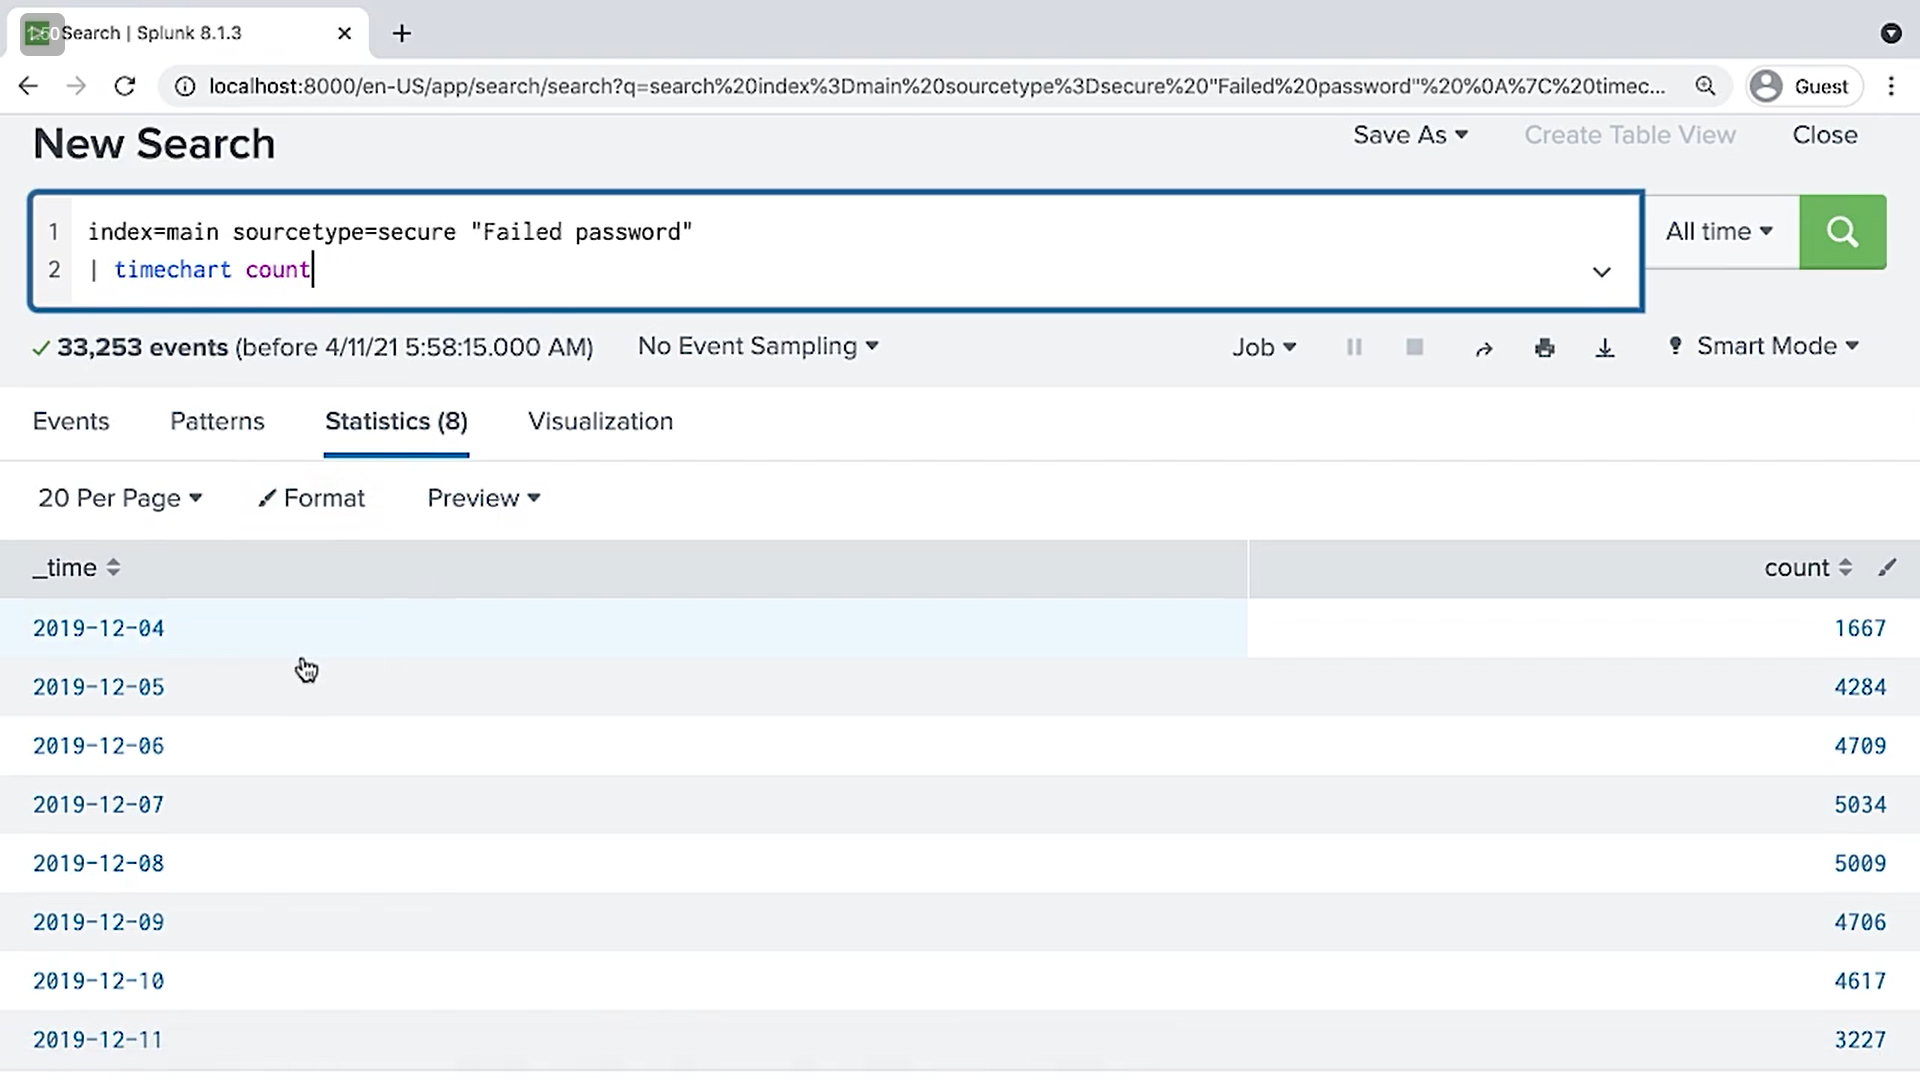 1.50 Search | Splunk 8.1.3
localhost:8000/en-US/app/search/search?q=search%20index%3Dmain%20sourcetype%3Dsecure%20"Failed%20password"%20%0A%7C%20timec... Guest
New Search Save As Create Table View Close
1 index=main sourcetype=secure "Failed password" All time
2 | timechart count
33,253 events (before 4/11/21 5:58:15.000 AM) No Event Sampling Job Smart Mode
Events Patterns Statistics (8) Visualization
20 Per Page Format Preview
_time count
2019-12-04 1667
2019-12-05 4284
2019-12-06 4709
2019-12-07 5034
2019-12-08 5009
2019-12-09 4706
2019-12-10 4617
2019-12-11 3227